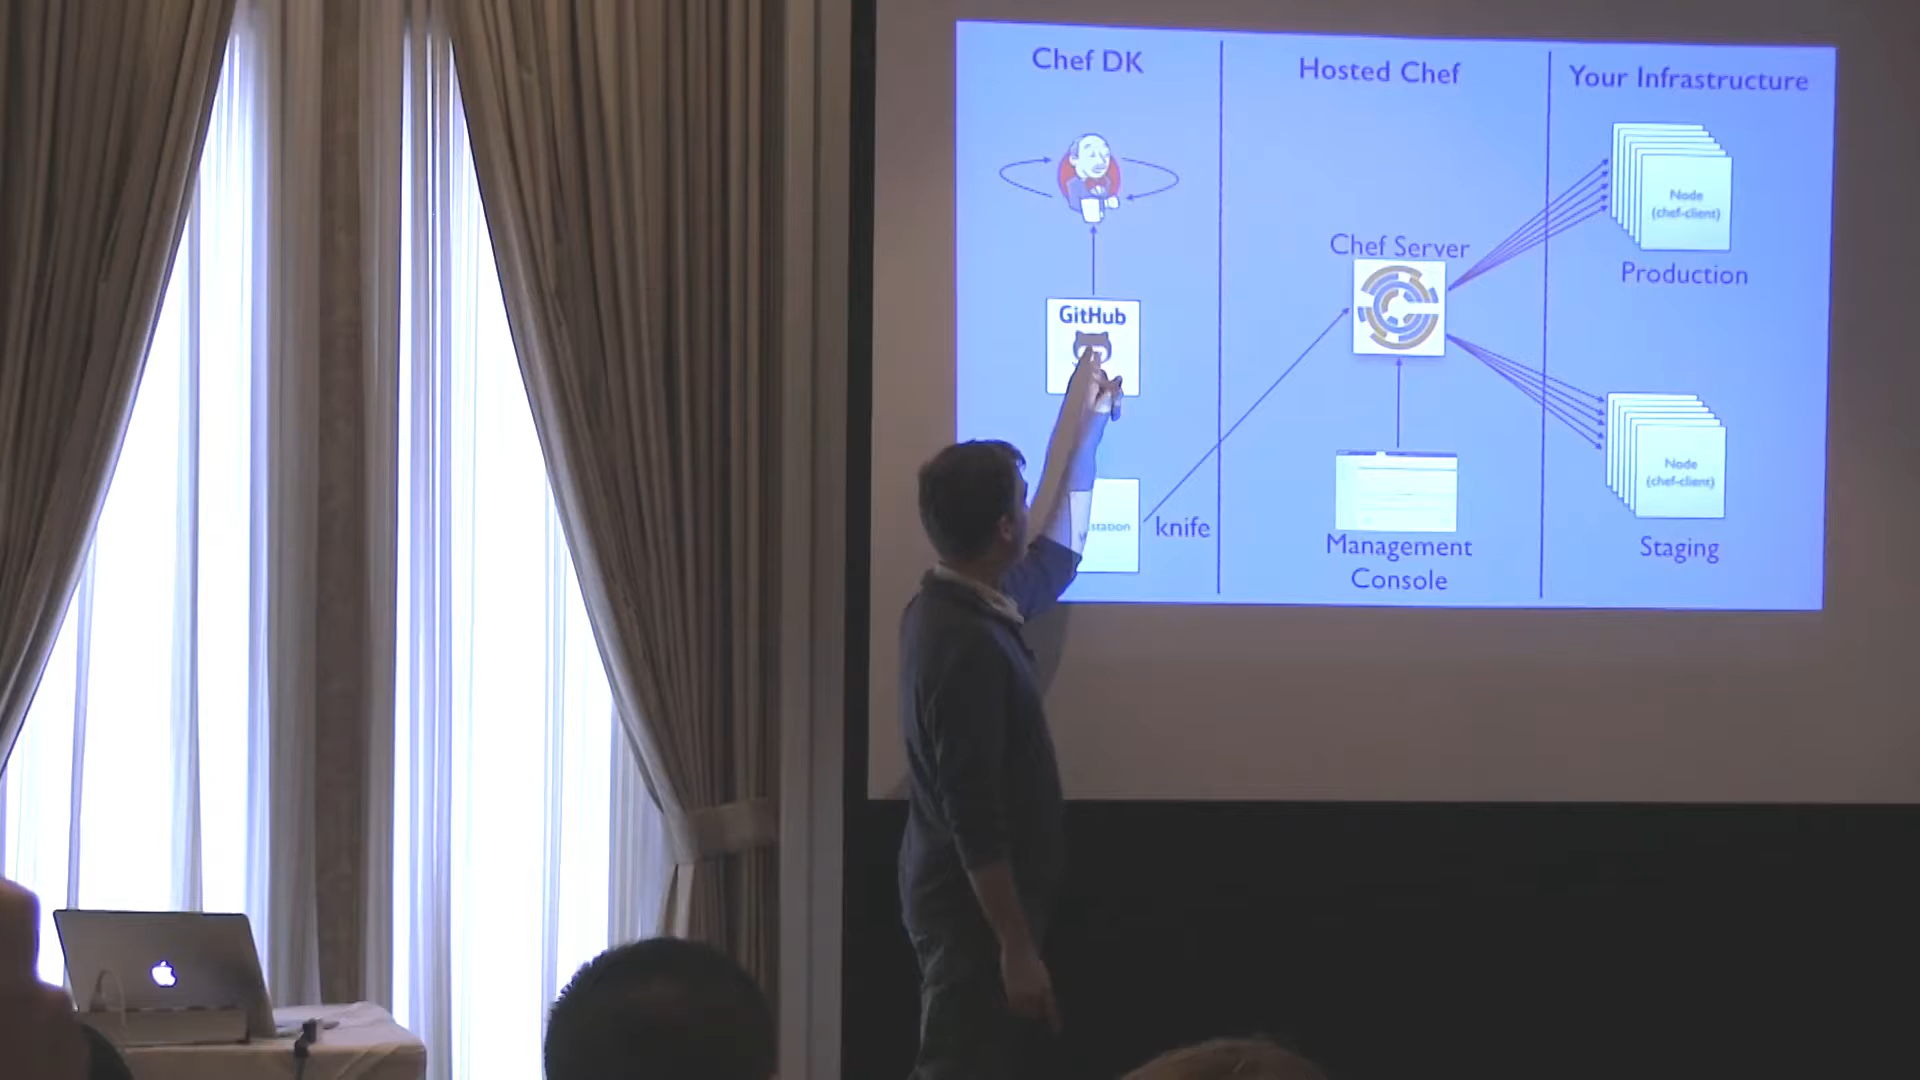 Chef DK
Hosted Chef
Your Infrastructure
GitHub
station
knife
Chef Server
Management
Console
Node
(chef-client)
Production
Node
(chef-client)
Staging